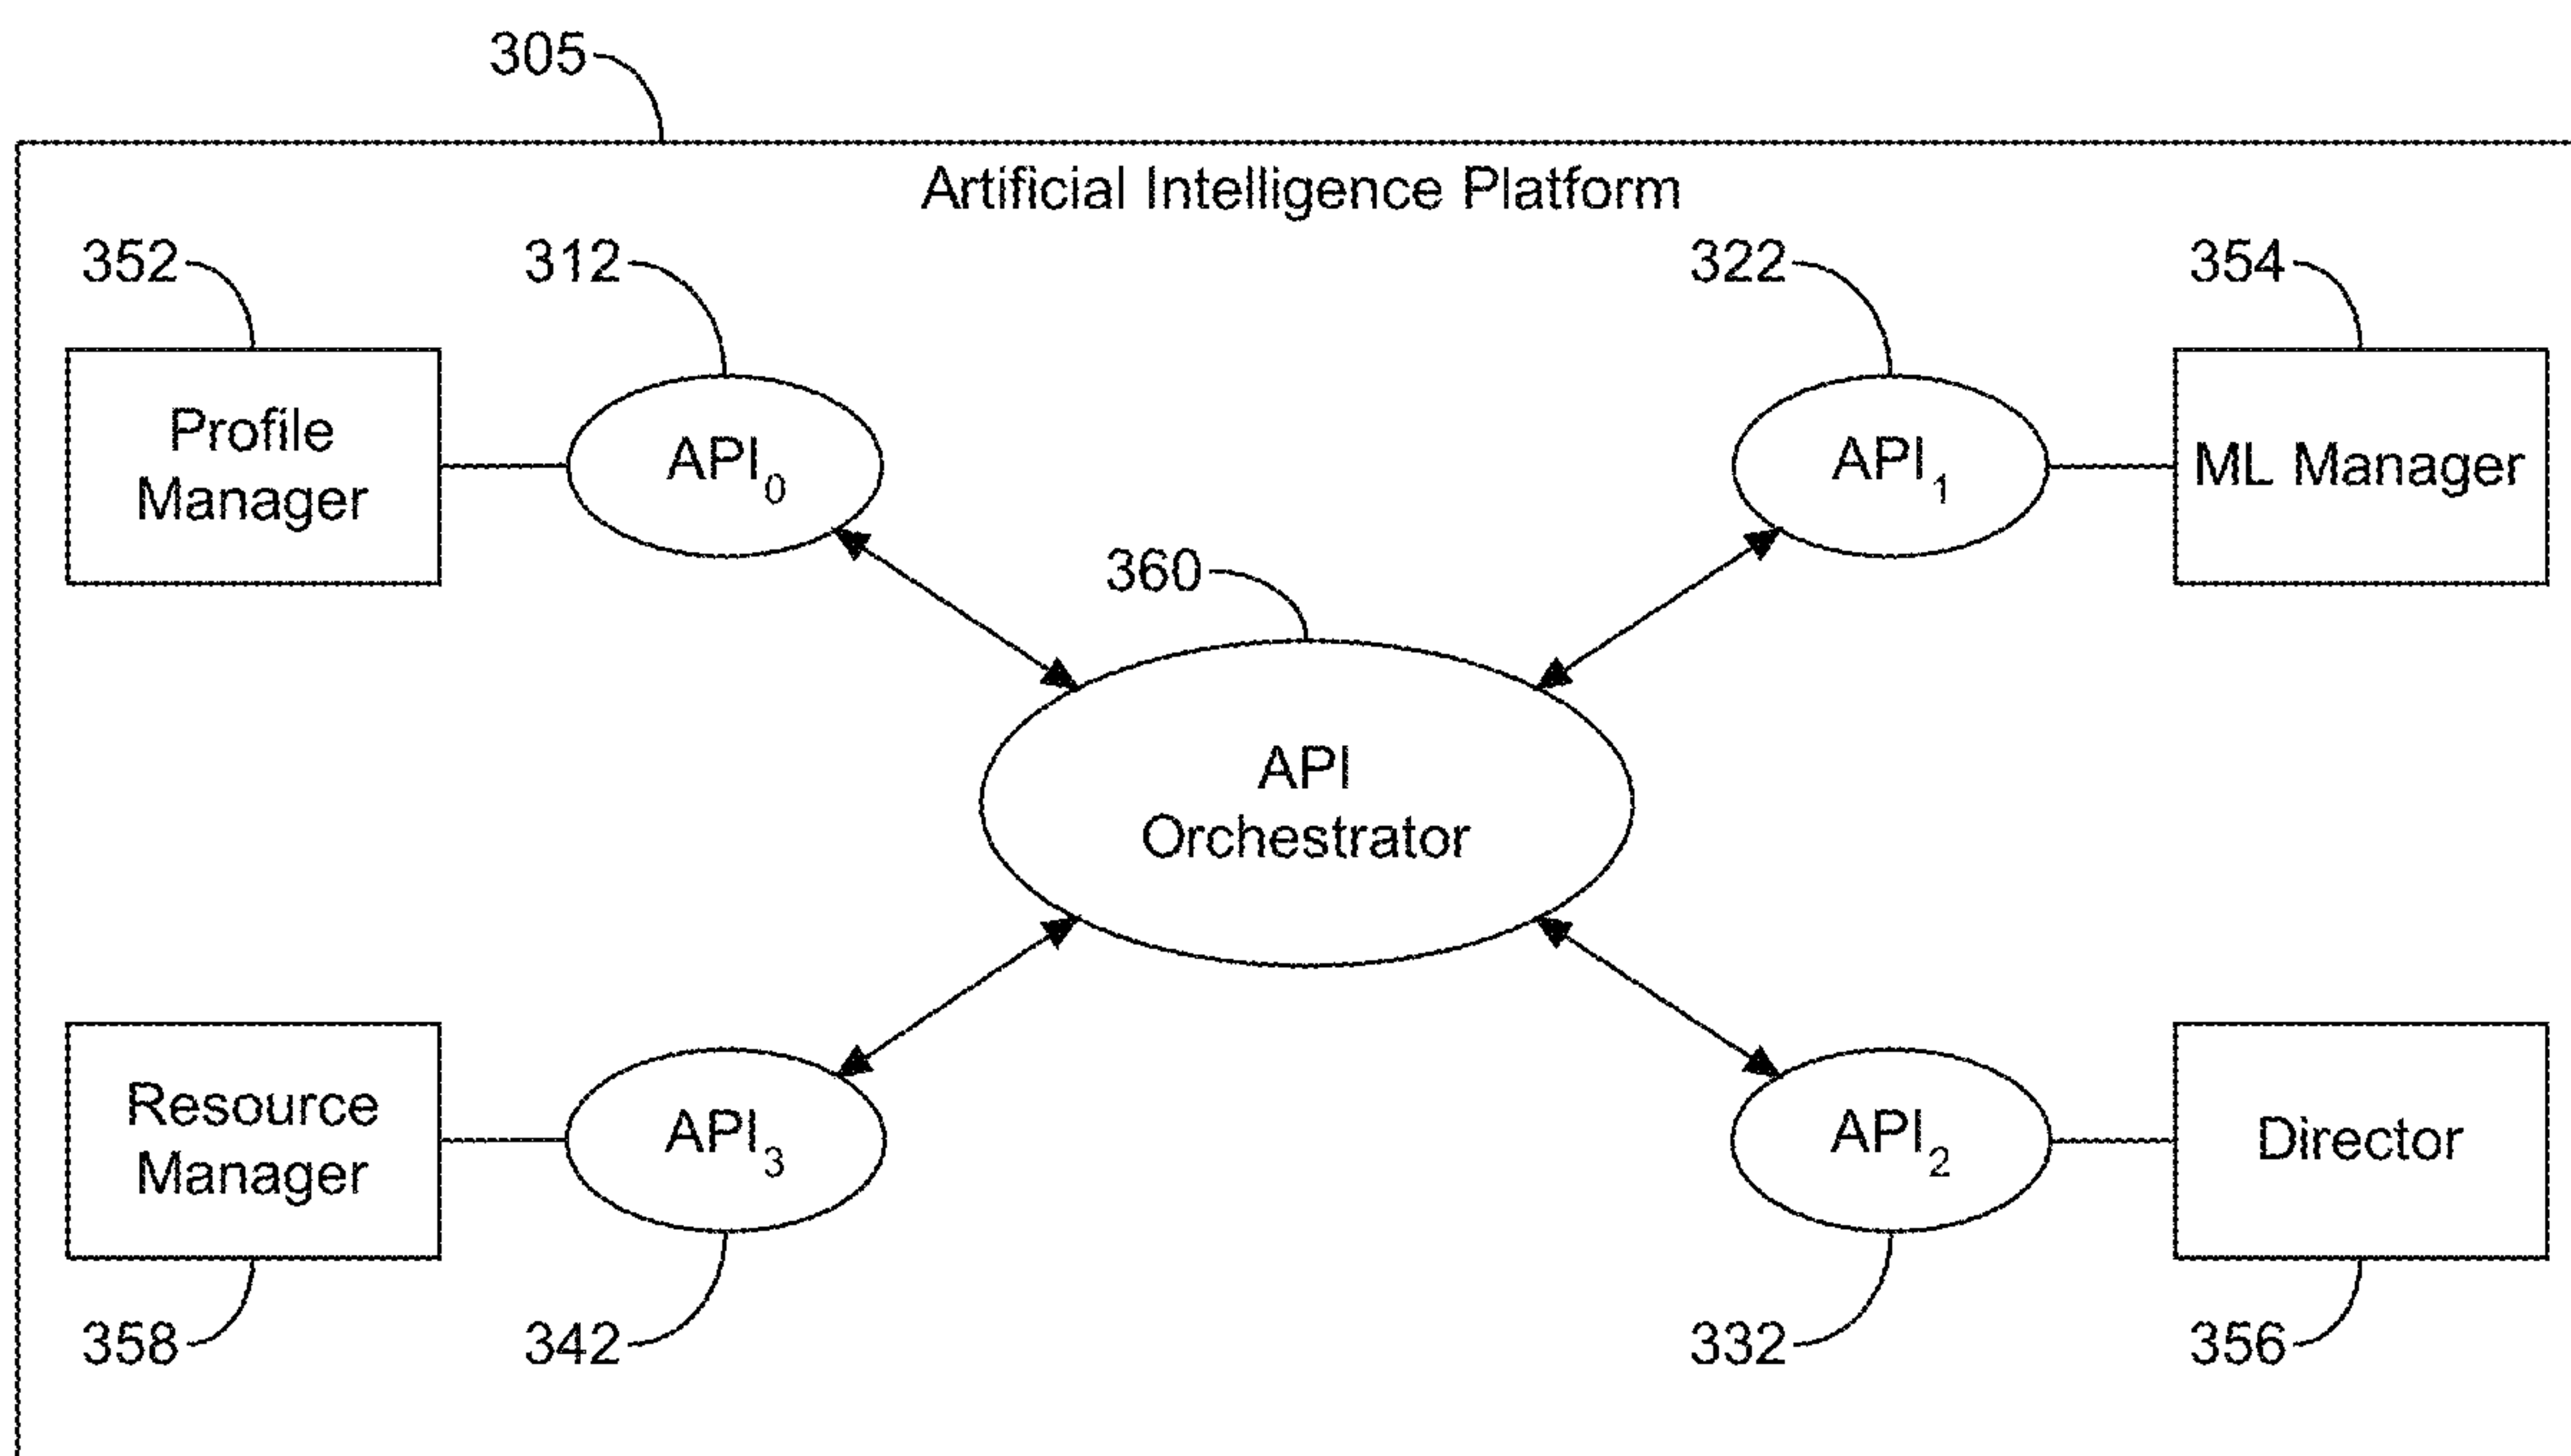 305
Artificial Intelligence Platform
352
312
322
354
Profile
Manager
API₀
API₁
ML Manager
360
API
Orchestrator
Resource
Manager
API₃
API₂
Director
358
342
332
356